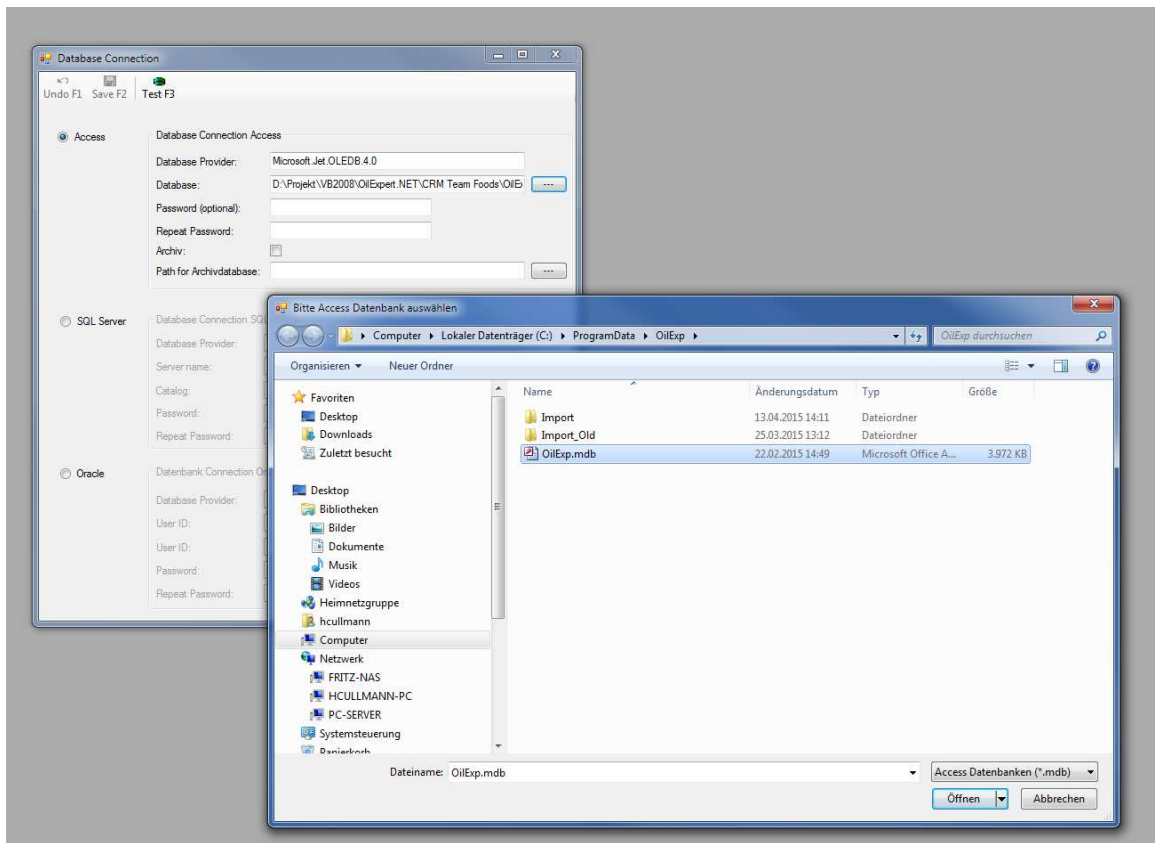 Database Connection
Undo F1 Save F2 Test F3
Access
Database Connection Access
Database Provider: Microsoft.Jet.OLEDB.4.0
Database: D:\Projekt\VB2008\OilExpert.NET\CRM Team Foods\OilE
Password (optional):
Repeat Password:
Archiv:
Path for Archivdatabase:
SQL Server
Database Connection SQ
Database Provider:
Server name:
Catalog:
Password:
Repeat Password:
Oracle
Datenbank Connection O
Database Provider:
User ID:
User ID:
Password:
Repeat Password:
Bitte Access Datenbank auswählen
Computer Lokaler Datenträger (C:) ProgramData OilExp
OilExp durchsuchen
Organisieren Neuer Ordner
Favoriten
Desktop
Downloads
Zuletzt besucht
Desktop
Bibliotheken
Bilder
Dokumente
Musik
Videos
Heimnetzgruppe
hcullmann
Computer
Netzwerk
FRITZ-NAS
HCULLMANN-PC
PC-SERVER
Systemsteuerung
Papierkorb
Name Änderungsdatum Typ Größe
Import 13.04.2015 14:11 Dateiordner
Import_Old 25.03.2015 13:12 Dateiordner
OilExp.mdb 22.02.2015 14:49 Microsoft Office A... 3.972 KB
Dateiname: OilExp.mdb
Access Datenbanken (*.mdb)
Öffnen Abbrechen